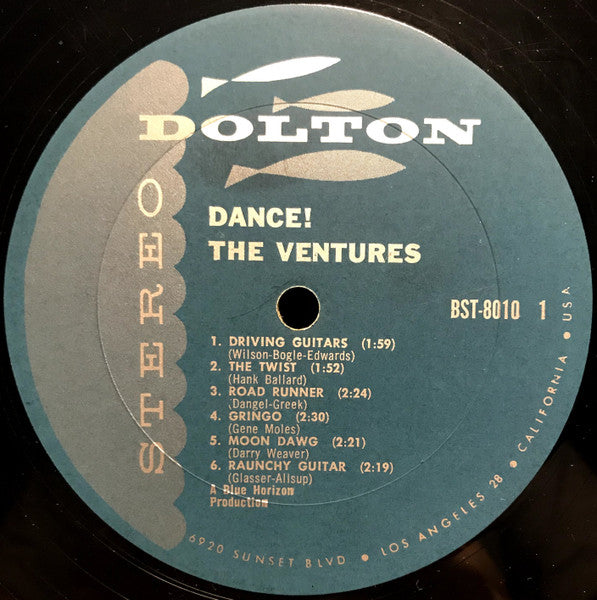 DOLTON
STEREO
DANCE!
THE VENTURES
BST-8010 1
1. DRIVING GUITARS (1:59)
(Wilson-Bogle-Edwards)
2. THE TWIST (1:52)
(Hank Ballard)
3. ROAD RUNNER (2:24)
(Dangel-Greek)
4. GRINGO (2:30)
(Gene Moles)
5. MOON DAWG (2:21)
(Darry Weaver)
6. RAUNCHY GUITAR (2:19)
(Glasser-Allsup)
A Blue Horizon
Production
6920 SUNSET BLVD • LOS ANGELES 28 • CALIFORNIA • USA